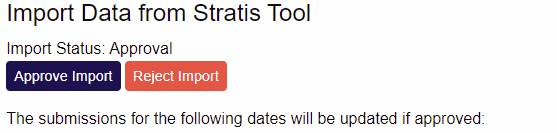 Import Data from Stratis Tool
Import Status: Approval
Approve Import Reject Import
The submissions for the following dates will be updated if approved: